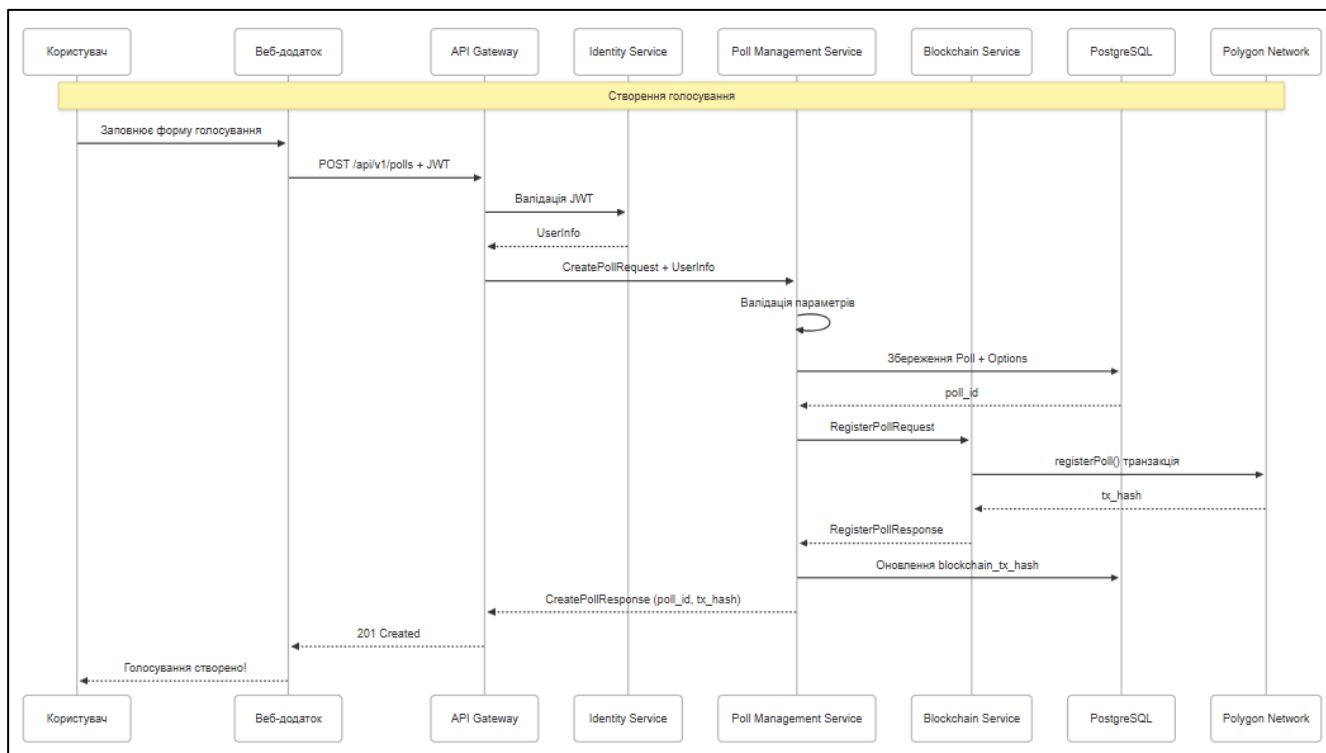 Користувач
Веб-додаток
API Gateway
Identity Service
Poll Management Service
Blockchain Service
PostgreSQL
Polygon Network
Створення голосування
Заповнює форму голосування
POST /api/v1/polls + JWT
Валідація JWT
UserInfo
CreatePollRequest + UserInfo
Валідація параметрів
Збереження Poll + Options
poll_id
RegisterPollRequest
registerPoll() транзакція
tx_hash
RegisterPollResponse
Оновлення blockchain_tx_hash
CreatePollResponse (poll_id, tx_hash)
201 Created
Голосування створено!
Користувач
Веб-додаток
API Gateway
Identity Service
Poll Management Service
Blockchain Service
PostgreSQL
Polygon Network